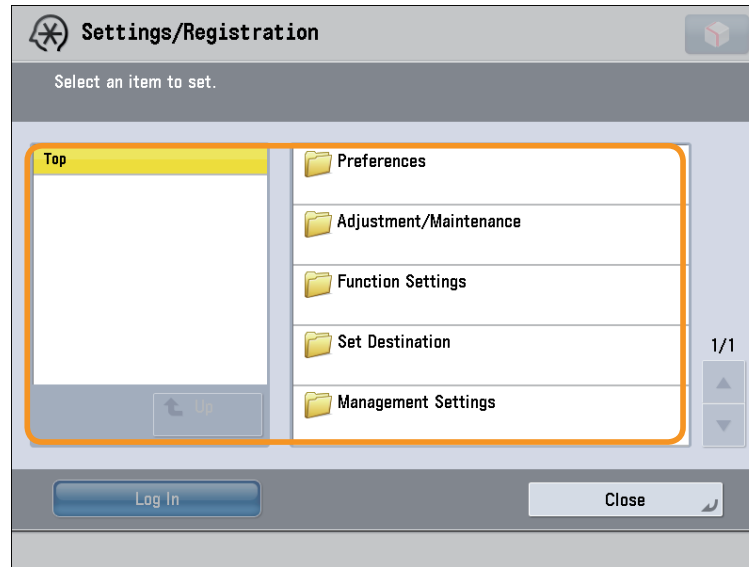 Settings/Registration
Select an item to set.
Top
Preferences
Adjustment/Maintenance
Function Settings
Set Destination
Management Settings
1/1
Up
Log In
Close